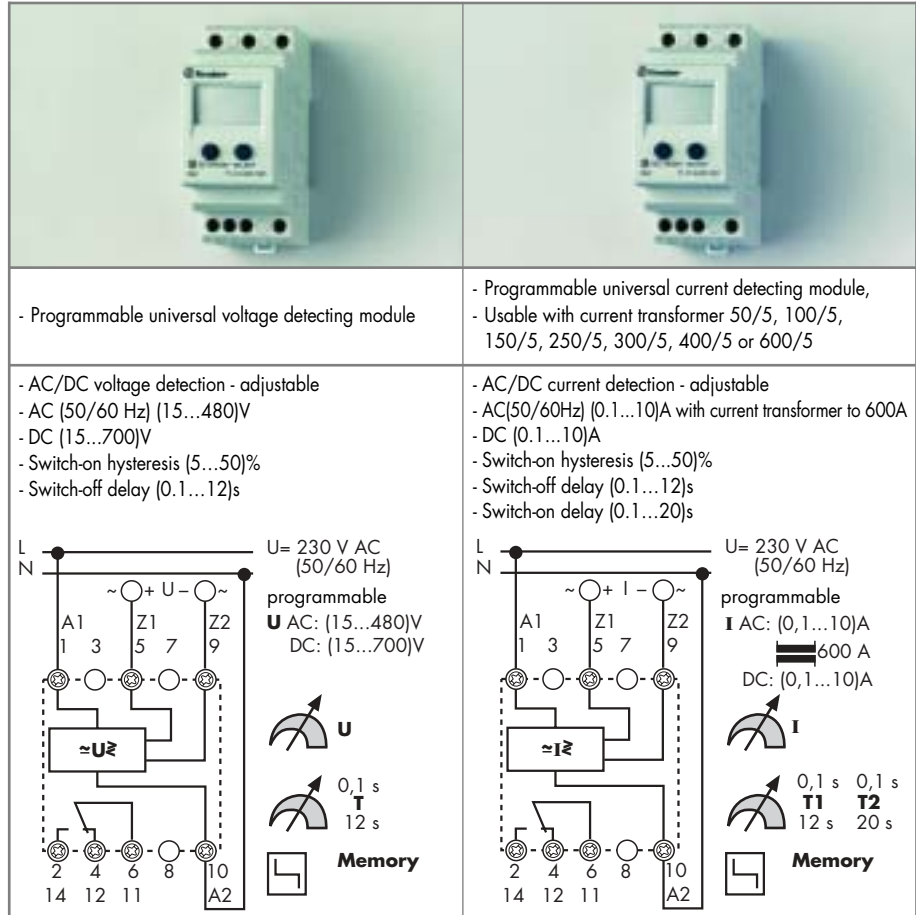 - Programmable universal voltage detecting module
- AC/DC voltage detection - adjustable
- AC (50/60 Hz) (15...480)V
- DC (15...700)V
- Switch-on hysteresis (5...50)%
- Switch-off delay (0.1...12)s
L
N
U= 230 V AC
(50/60 Hz)
~ + U - ~
programmable
U AC: (15...480)V
DC: (15...700)V
A1 Z1 Z2
1 3 5 7 9
≃U≷
U
0,1 s
T
12 s
Memory
2 4 6 8 10
14 12 11 A2
- Programmable universal current detecting module,
- Usable with current transformer 50/5, 100/5,
150/5, 250/5, 300/5, 400/5 or 600/5
- AC/DC current detection - adjustable
- AC(50/60Hz) (0.1...10)A with current transformer to 600A
- DC (0.1...10)A
- Switch-on hysteresis (5...50)%
- Switch-off delay (0.1...12)s
- Switch-on delay (0.1...20)s
L
N
U= 230 V AC
(50/60 Hz)
~ + I - ~
programmable
I AC: (0,1...10)A
600 A
DC: (0,1...10)A
A1 Z1 Z2
1 3 5 7 9
≃I≷
I
0,1 s 0,1 s
T1 T2
12 s 20 s
Memory
2 4 6 8 10
14 12 11 A2